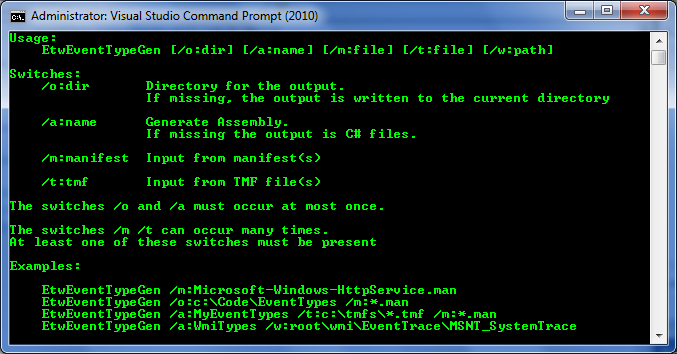 Administrator: Visual Studio Command Prompt (2010)
C:\.
Usage:
EtwEventTypeGen [/o:dir] [/a:name] [/m:file] [/t:file] [/w:path]
Switches:
/o:dir Directory for the output.
If missing, the output is written to the current directory
/a:name Generate Assembly.
If missing the output is C# files.
/m:manifest Input from manifest(s)
/t:tmf Input from TMF file(s)
The switches /o and /a must occur at most once.
The switches /m /t can occur many times.
At least one of these switches must be present
Examples:
EtwEventTypeGen /m:Microsoft-Windows-HttpService.man
EtwEventTypeGen /o:c:\Code\EventTypes /m:*.man
EtwEventTypeGen /a:MyEventTypes /t:c:\tmfs\*.tmf /m:*.man
EtwEventTypeGen /a:WmiTypes /w:root\wmi\EventTrace\MSNT_SystemTrace